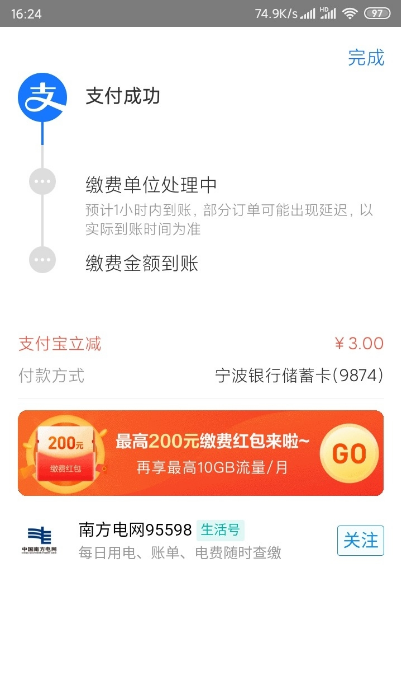 16:24
74.9K/s
HD
97
完成
支
支付成功
缴费单位处理中
预计1小时内到账，部分订单可能出现延迟，以
实际到账时间为准
缴费金额到账
支付宝立减
¥3.00
付款方式
宁波银行储蓄卡(9874)
200元
缴费红包
最高200元缴费红包来啦~
再享最高10GB流量/月
GO
中国南方电网
南方电网95598
生活号
每日用电、账单、电费随时查缴
关注